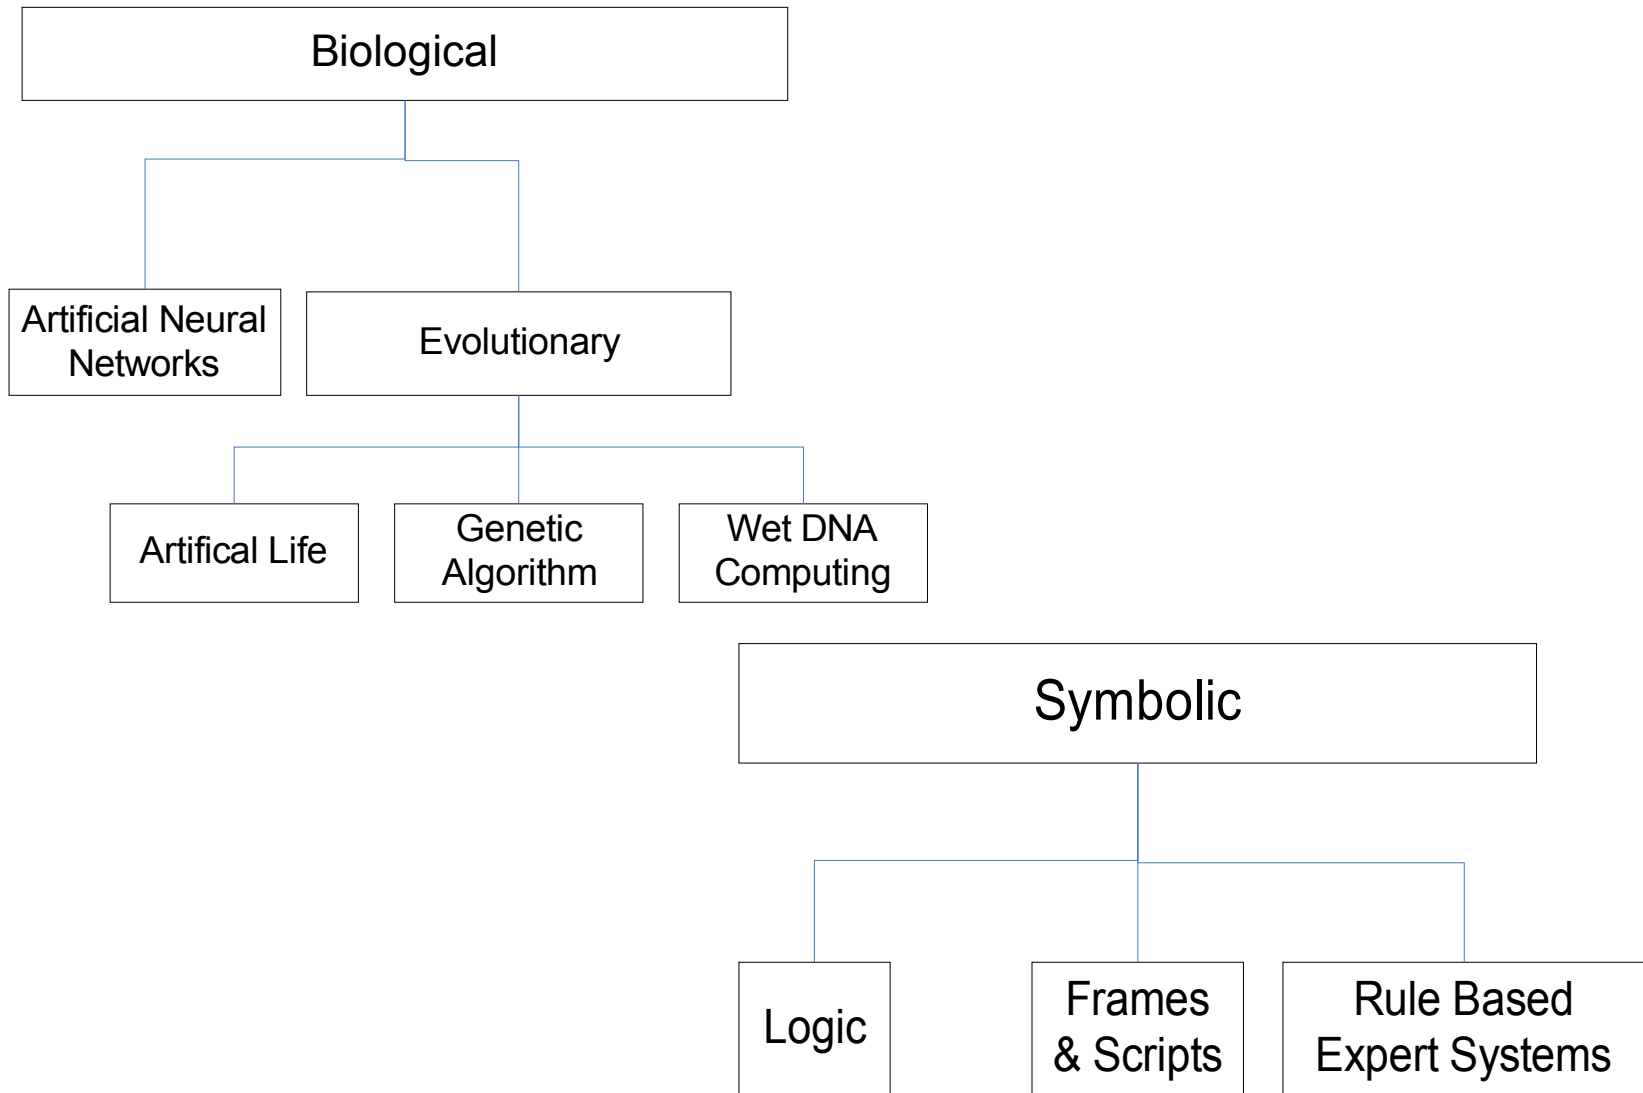 Biological
Artificial Neural
Networks
Evolutionary
Artifical Life
Genetic
Algorithm
Wet DNA
Computing
Symbolic
Logic
Frames
& Scripts
Rule Based
Expert Systems